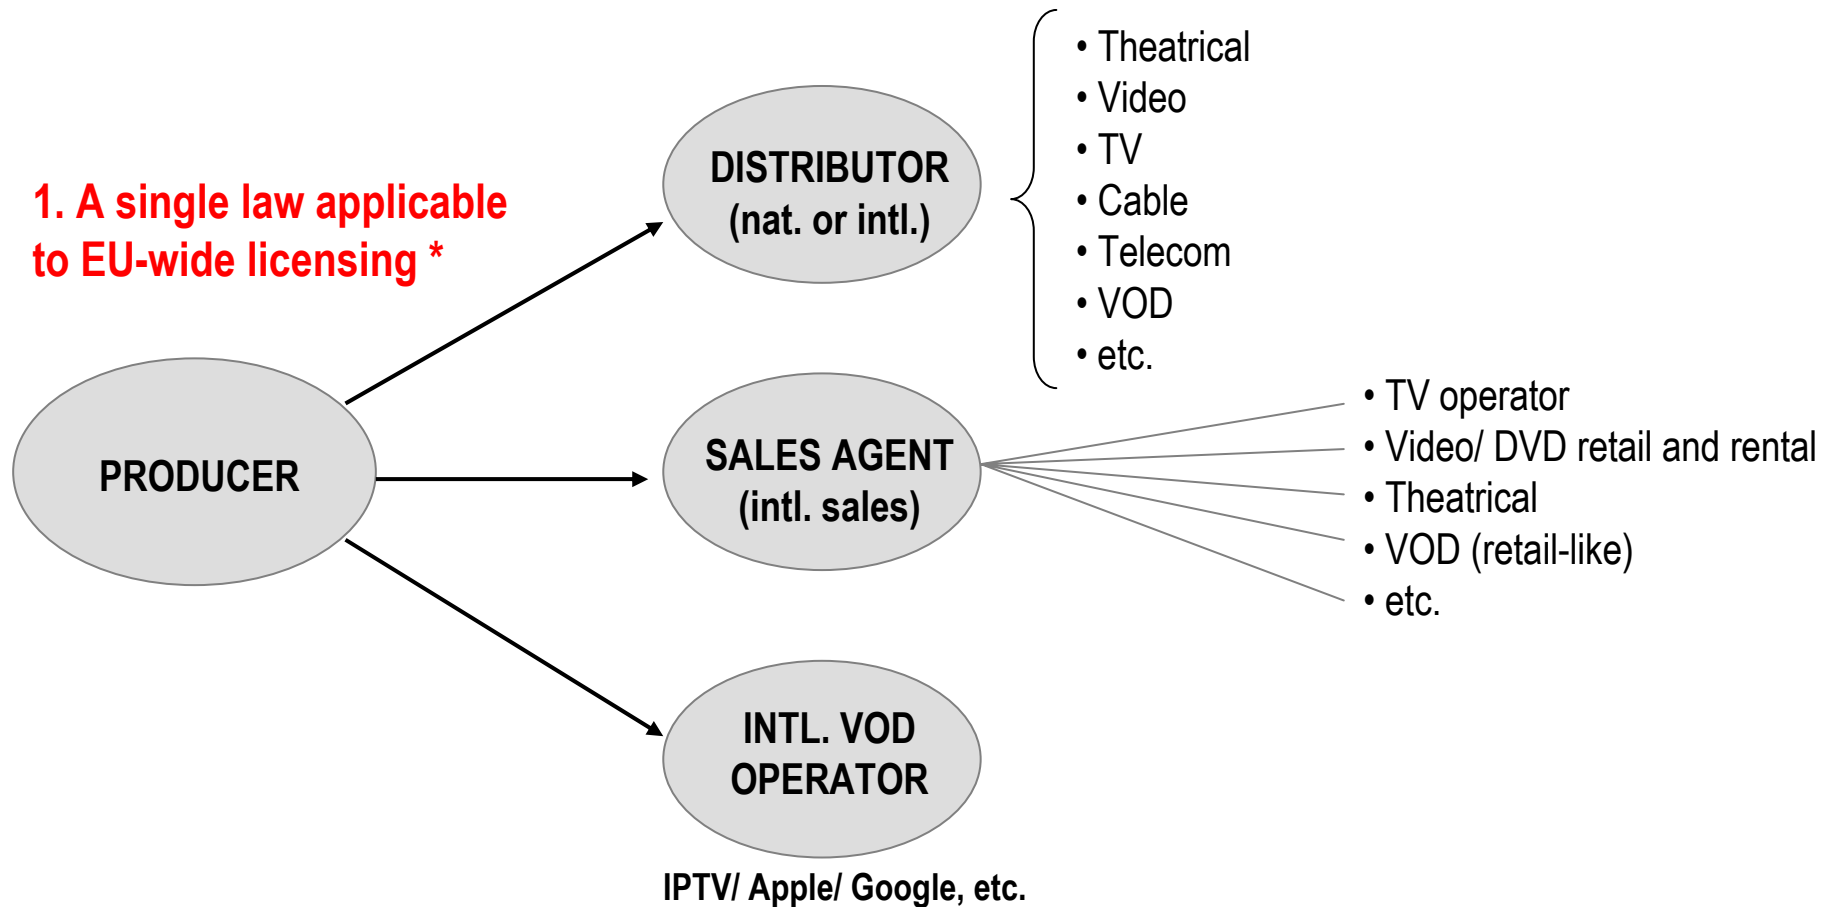 1. A single law applicable
to EU-wide licensing *
PRODUCER
DISTRIBUTOR
(nat. or intl.)
• Theatrical
• Video
• TV
• Cable
• Telecom
• VOD
• etc.
SALES AGENT
(intl. sales)
• TV operator
• Video/ DVD retail and rental
• Theatrical
• VOD (retail-like)
• etc.
INTL. VOD
OPERATOR
IPTV/ Apple/ Google, etc.